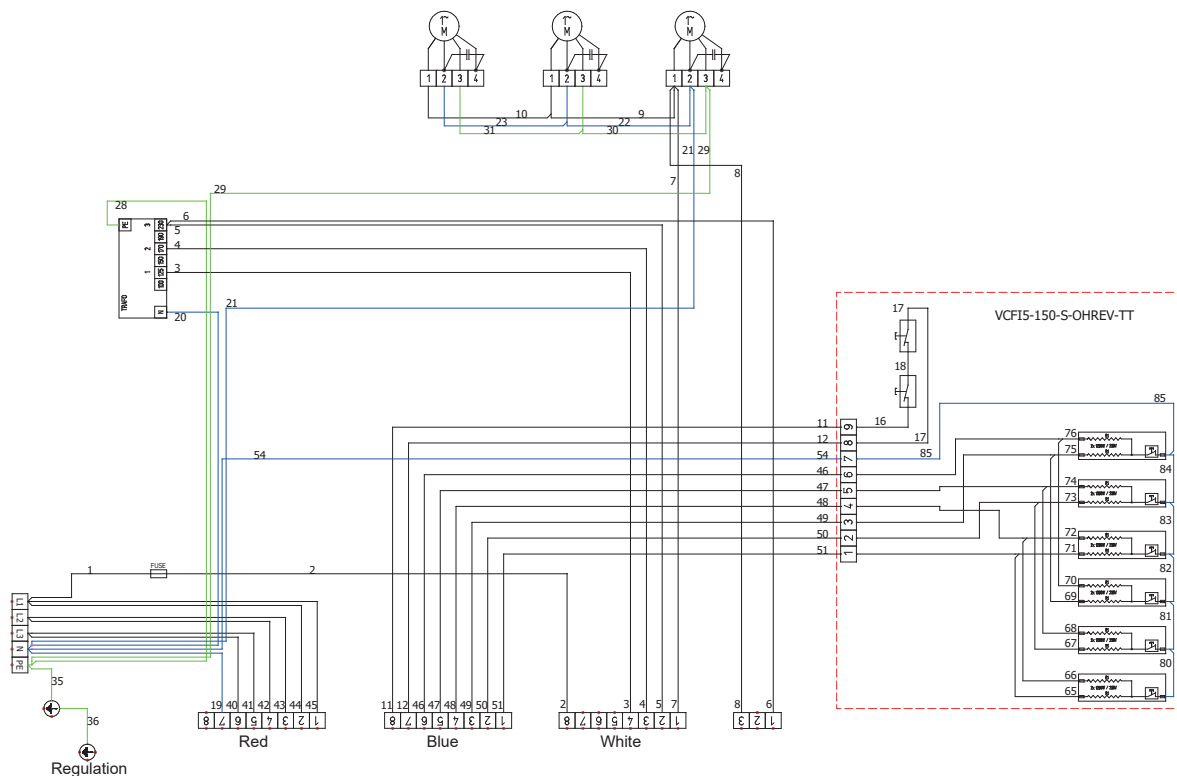 1~ 1~ 1~
M M M
1 2 3 4 1 2 3 4 1 2 3 4
10 9
23 22
31 30
21 29
8
7
29
28
PE 3 230 6
190 5
2 170 4
150
1 125 3
100
TRAFO
N
20
21
VCFI5-150-S-OHREV-TT
17
18
85
11 9 16
12 8 17
54 54 7 85
46 6
47 5
48 4
49 3
50 2
51 1
76
75
84
74
73
83
72
71
82
70
69
81
68
67
80
66
65
1 FUSE 2
L1
L2
L3
N
PE
35
36
19 40 41 42 43 44 45
8 7 6 5 4 3 2 1
Red
11 12 46 47 48 49 50 51
8 7 6 5 4 3 2 1
Blue
2 3 4 5 7
8 7 6 5 4 3 2 1
White
8 6
3 2 1
Regulation